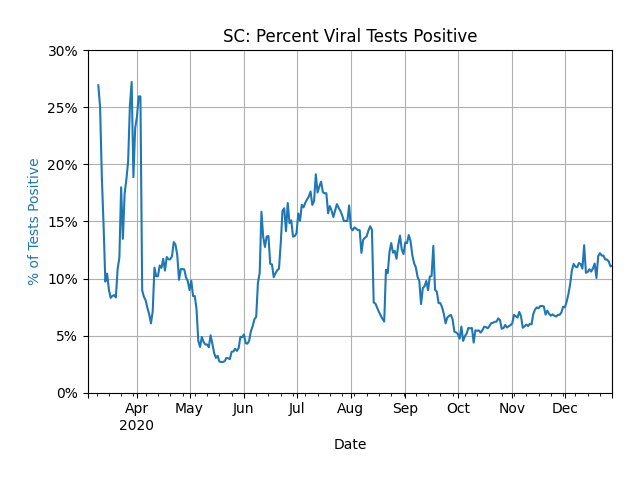 SC: Percent Viral Tests Positive
30%
25%
20%
15%
10%
5%
0%
% of Tests Positive
Apr May Jun Jul Aug Sep Oct Nov Dec
2020
Date